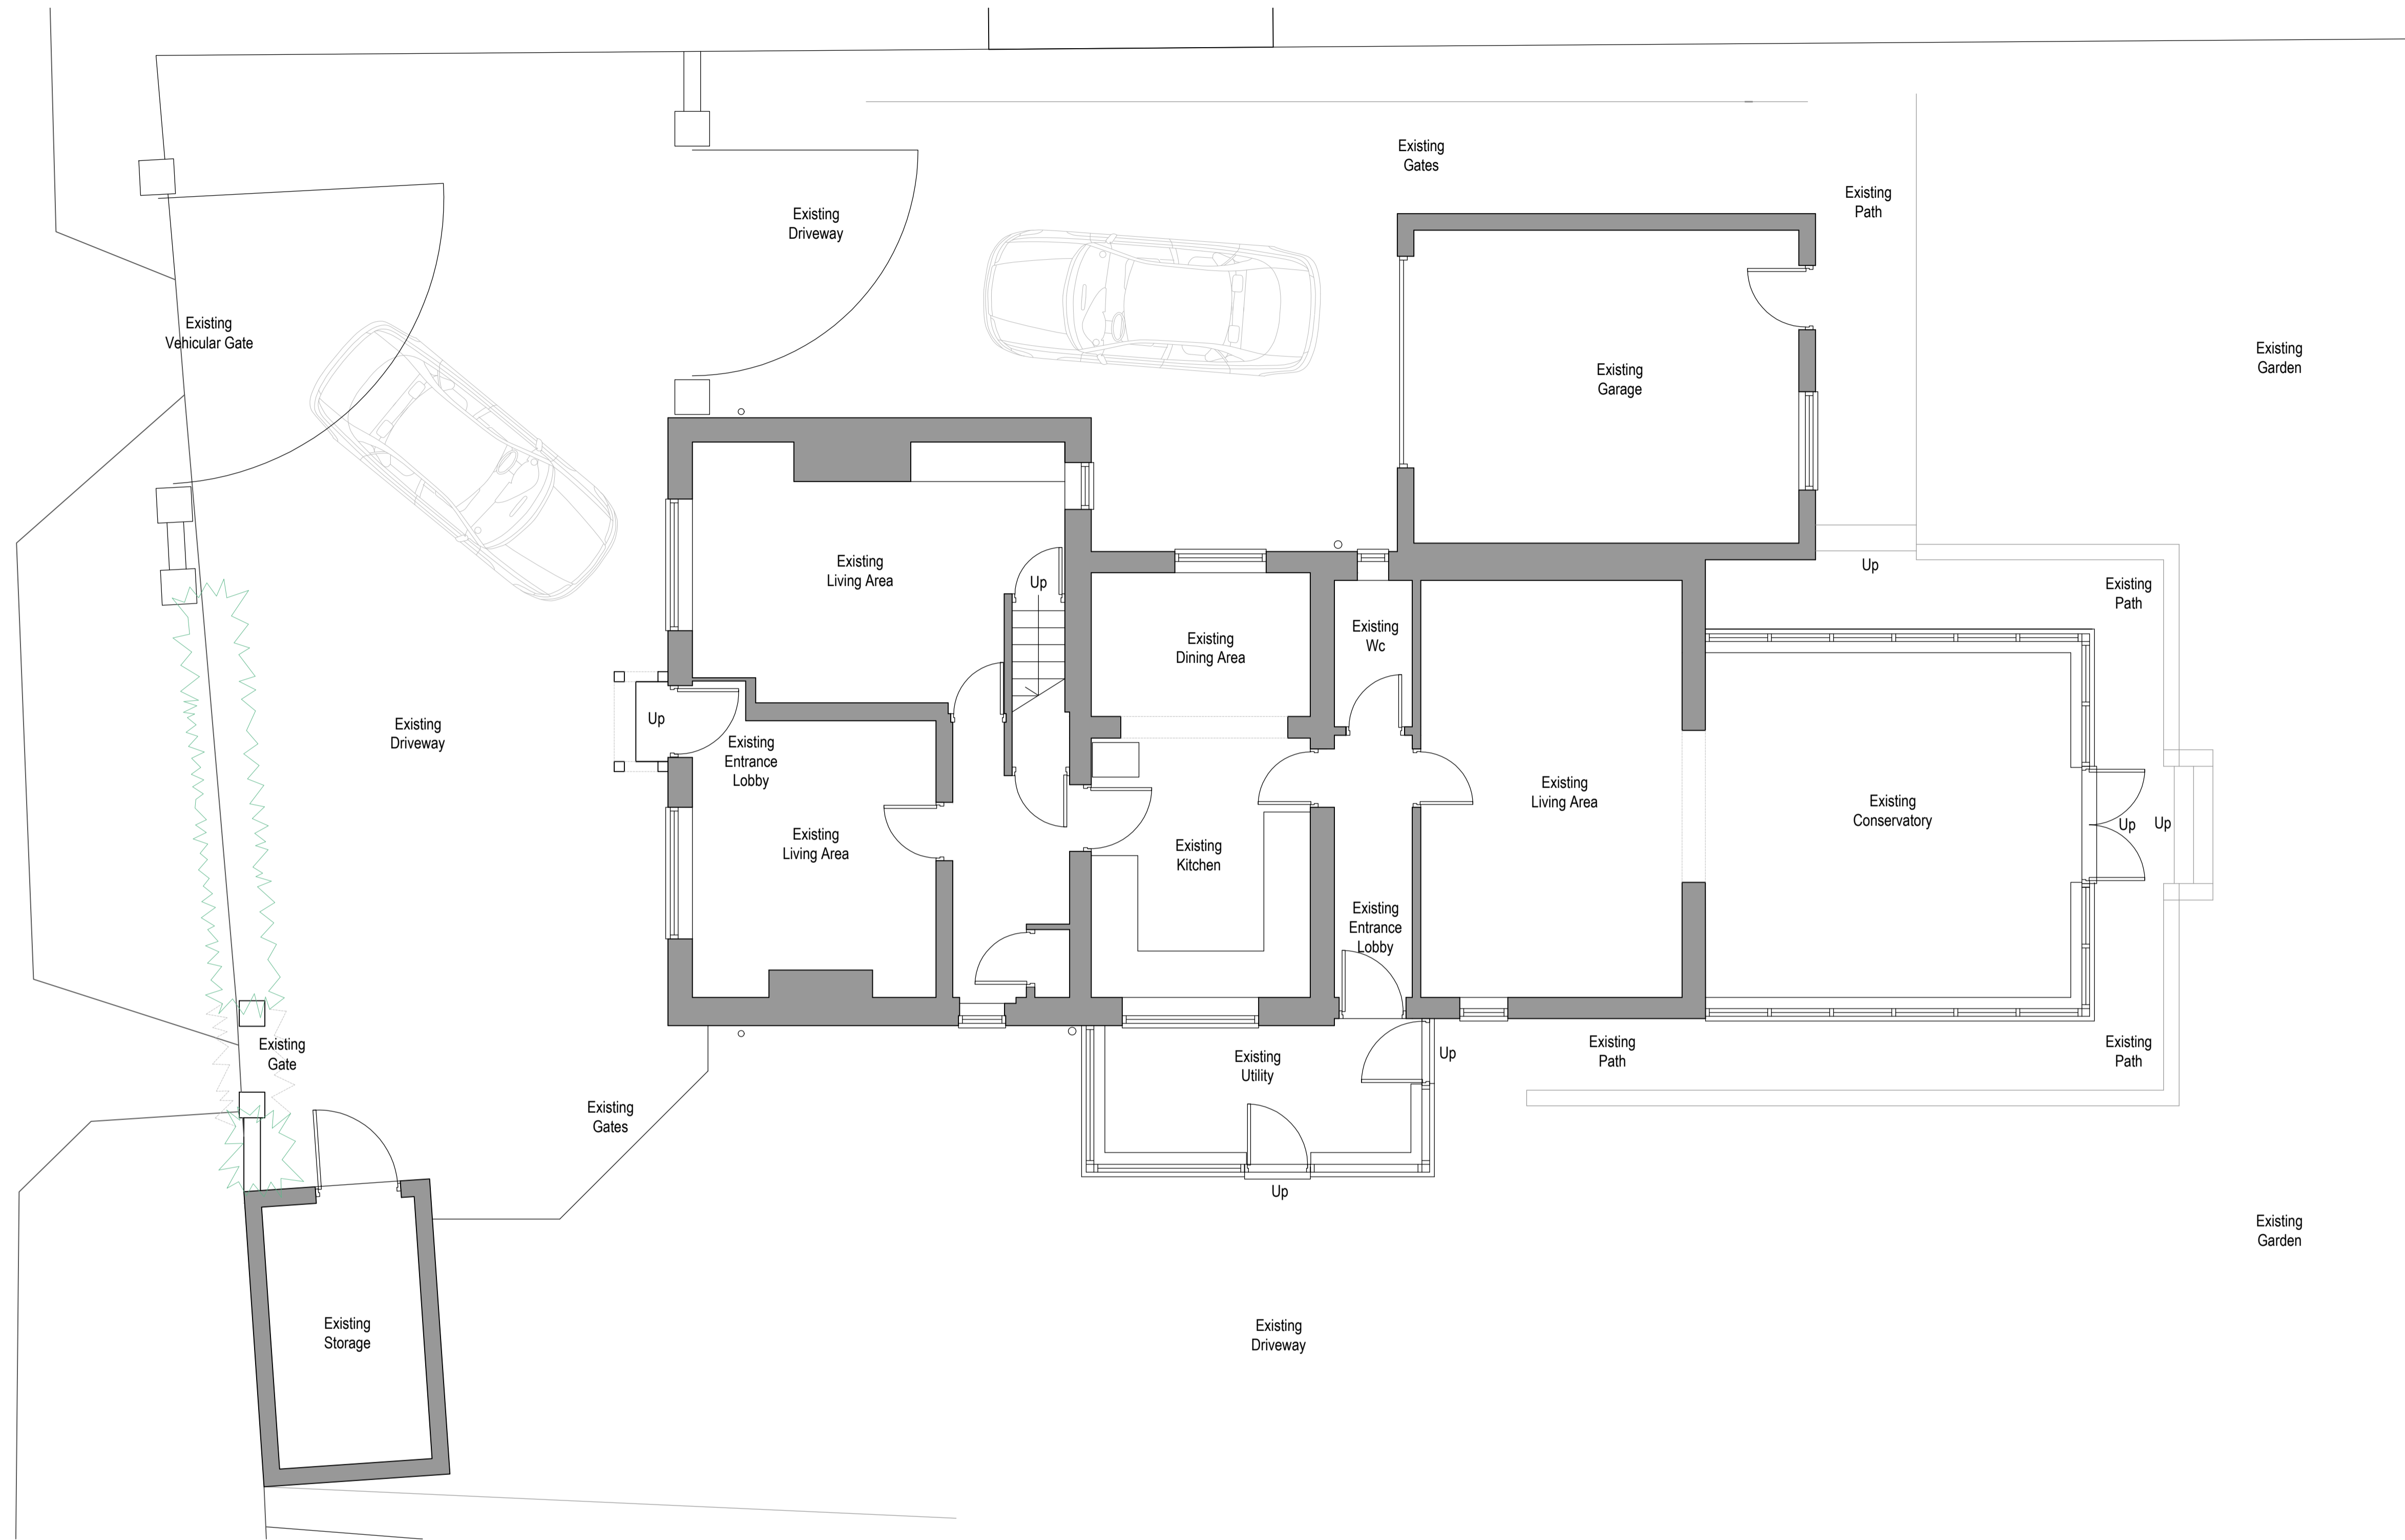 Existing
Gates
Existing
Path
Existing
Driveway
Existing
Vehicular Gate
Existing
Garage
Existing
Garden
Existing
Living Area
Up
Up
Existing
Path
Existing
Dining Area
Existing
Wc
Existing
Driveway
Up
Existing
Entrance
Lobby
Existing
Living Area
Existing
Living Area
Existing
Conservatory
Up
Up
Existing
Kitchen
Existing
Entrance
Lobby
Existing
Gate
Existing
Utility
Up
Existing
Path
Existing
Path
Existing
Gates
Up
Existing
Garden
Existing
Storage
Existing
Driveway